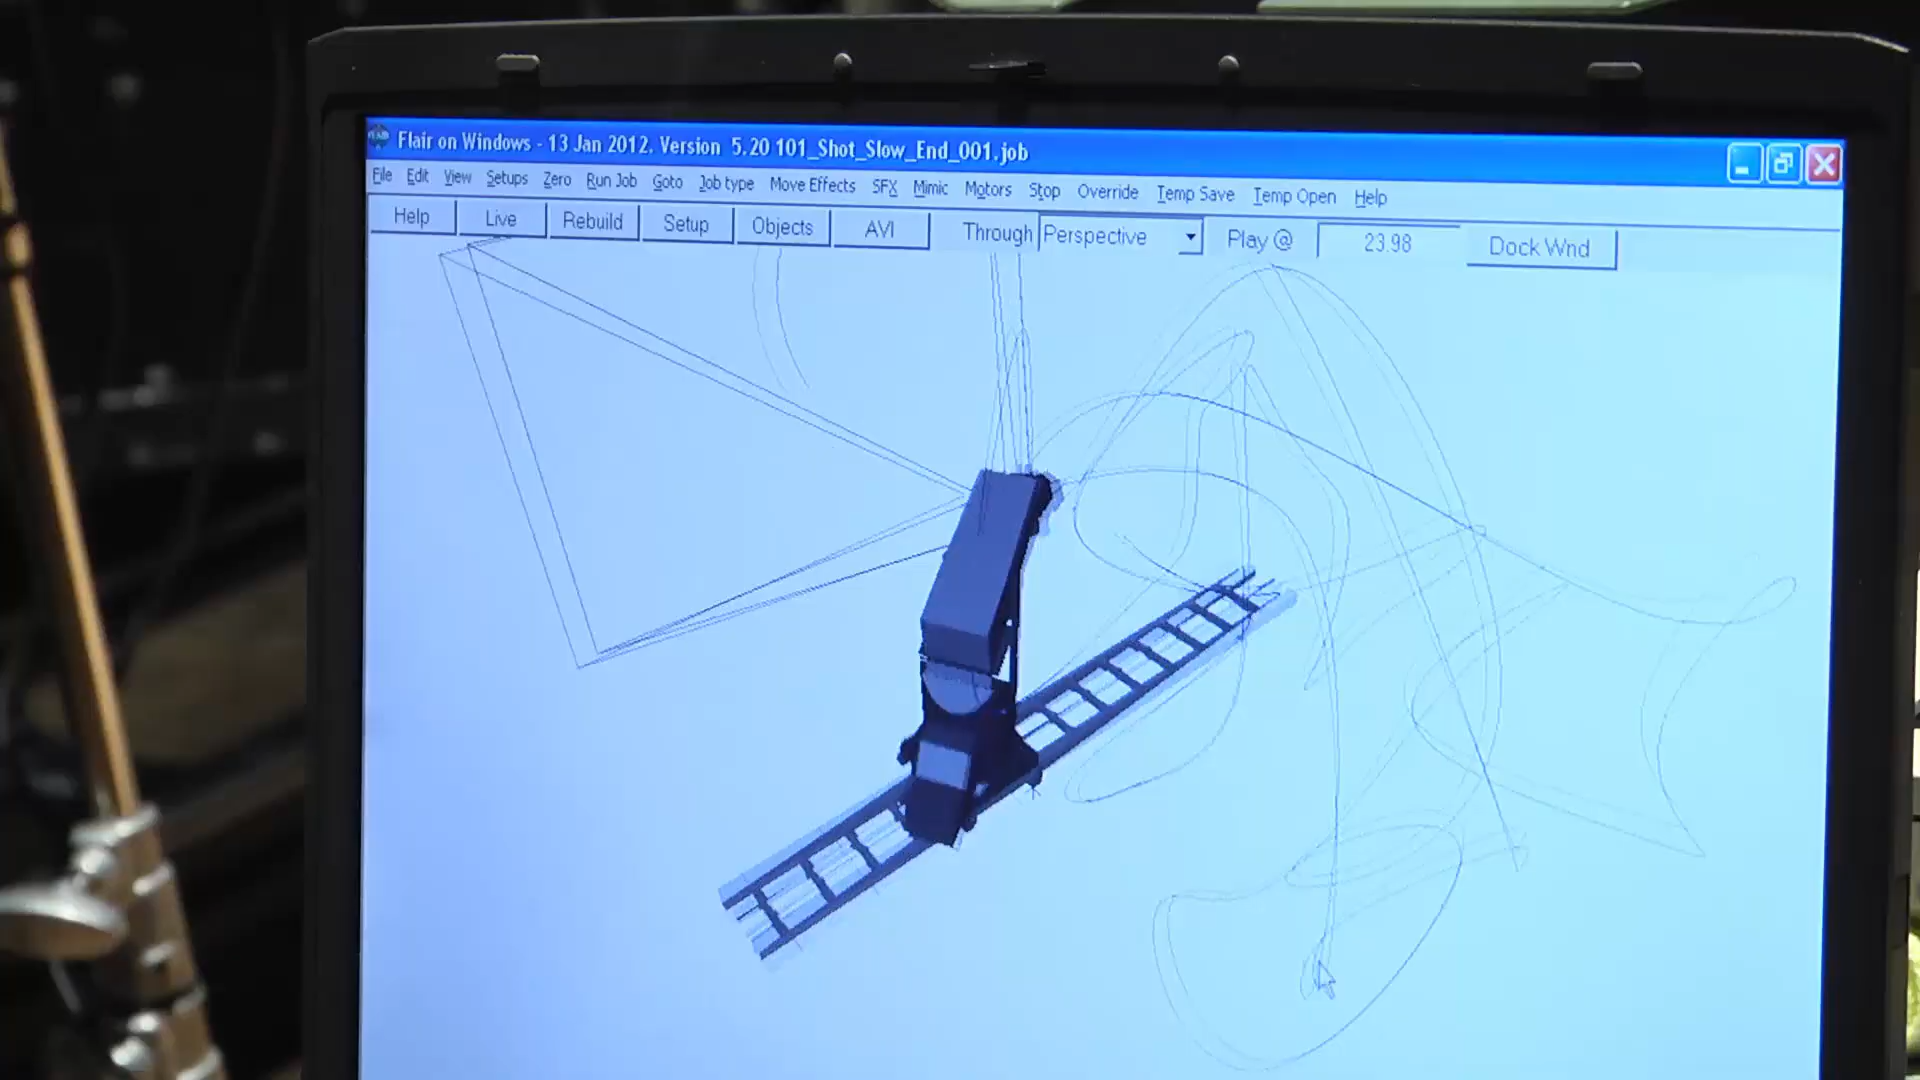 Flair on Windows - 13 Jan 2012. Version 5.20 101_Shot_Slow_End_001.job
File Edit View Setups Zero Run Job Goto Job type Move Effects SFX Mimic Motors Stop Override Temp Save Temp Open Help
Help Live Rebuild Setup Objects AVI Through Perspective Play @ 23.98 Dock Wnd